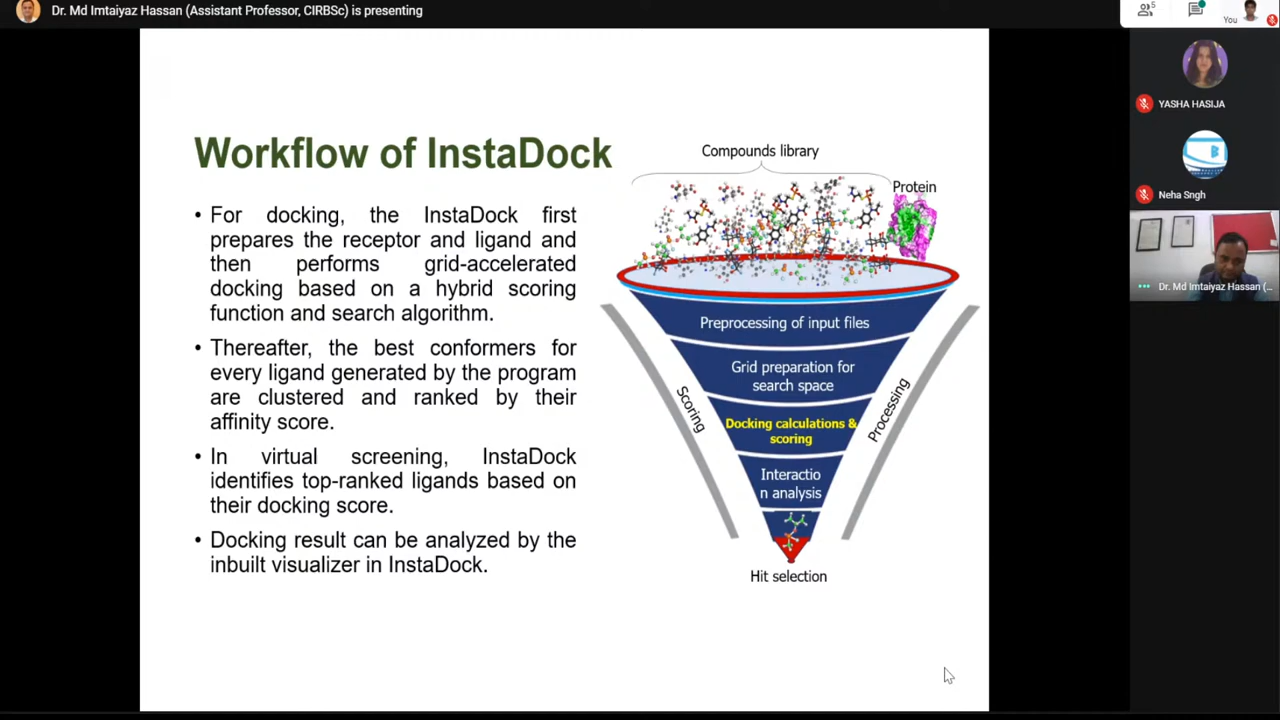 Dr. Md Imtaiyaz Hassan (Assistant Professor, CIRBSc) is presenting
5
You
YASHA HASIJA
Neha Sngh
Dr. Md Imtaiyaz Hassan (...
Workflow of InstaDock
• For docking, the InstaDock first
prepares the receptor and ligand and
then performs grid-accelerated
docking based on a hybrid scoring
function and search algorithm.
• Thereafter, the best conformers for
every ligand generated by the program
are clustered and ranked by their
affinity score.
• In virtual screening, InstaDock
identifies top-ranked ligands based on
their docking score.
• Docking result can be analyzed by the
inbuilt visualizer in InstaDock.
Compounds library
Protein
Preprocessing of input files
Grid preparation for
search space
Docking calculations &
scoring
Interactio
n analysis
Scoring
Processing
Hit selection